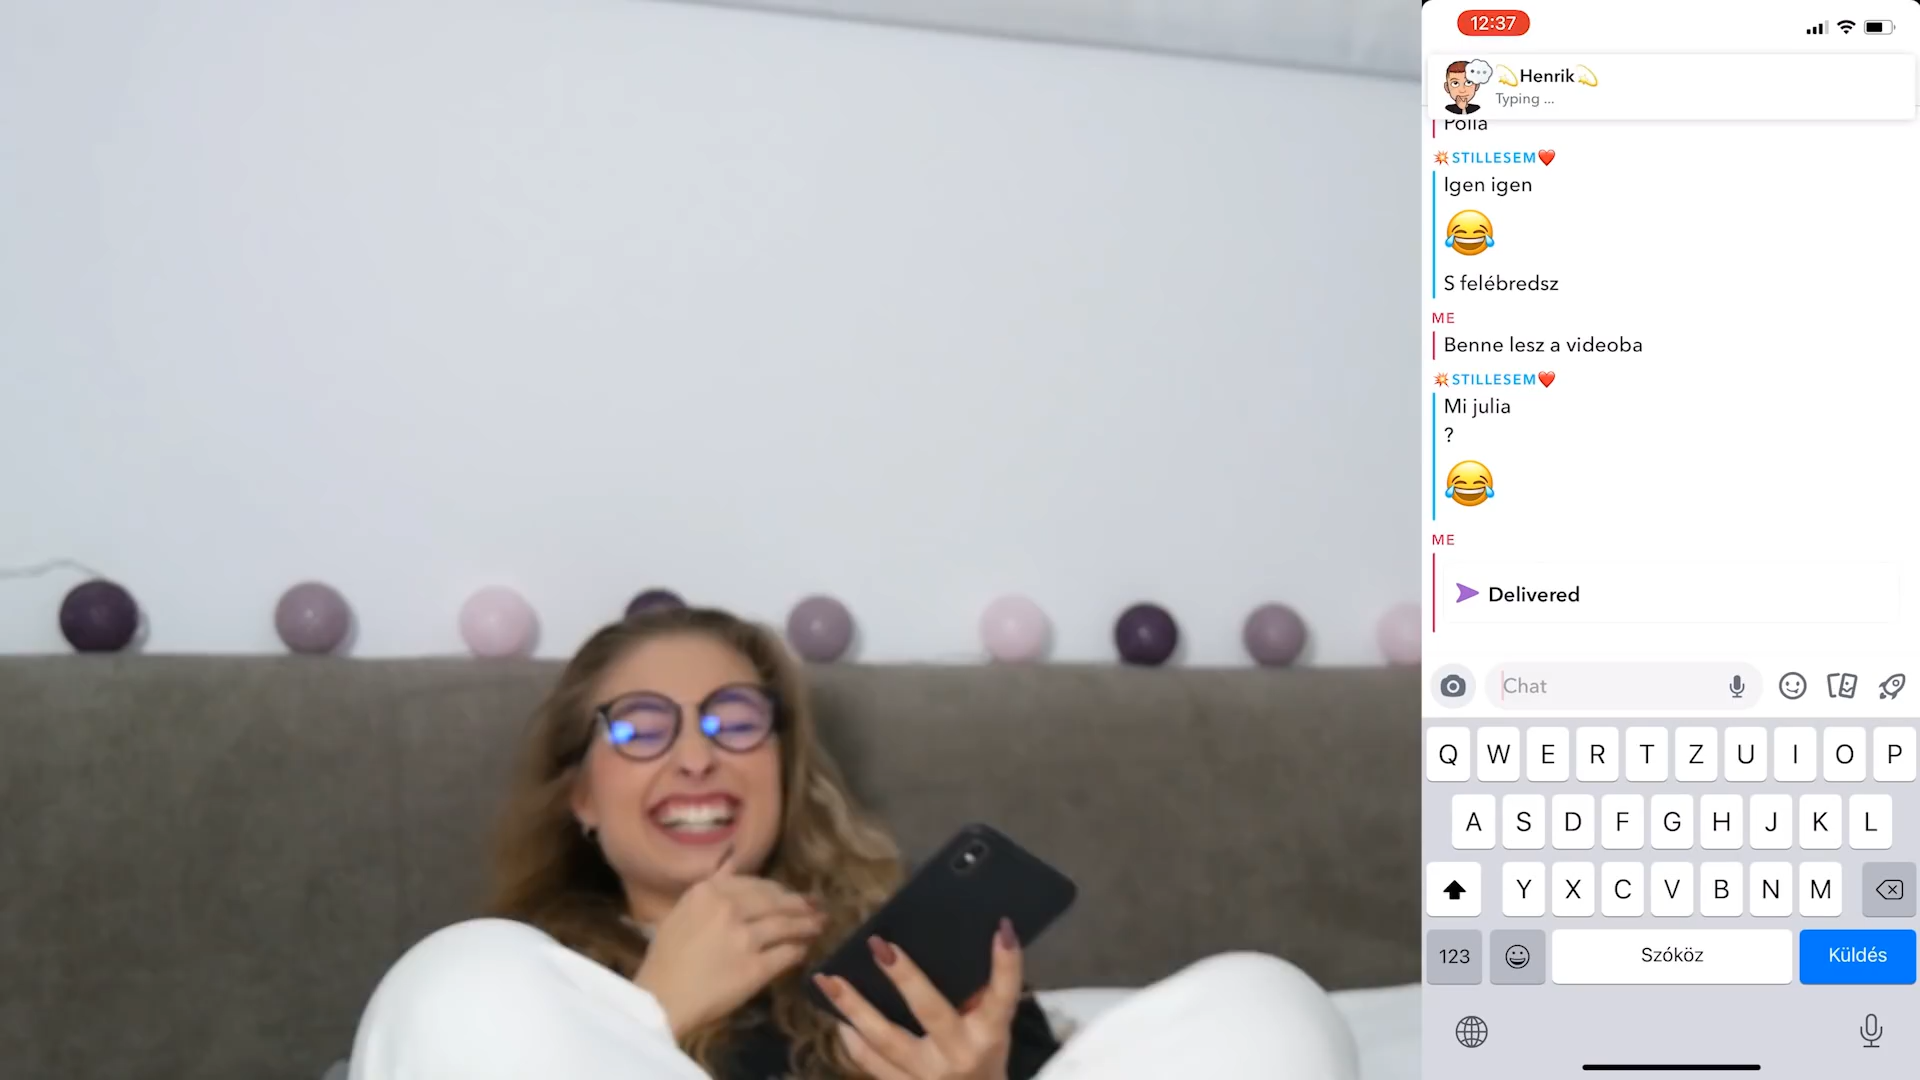 12:37
💫Henrik💫
Typing ...
Polla
💥STILLESEM❤️
Igen igen
😂
S felébredsz
ME
Benne lesz a videoba
💥STILLESEM❤️
Mi julia
?
😂
ME
Delivered
Chat
Q W E R T Z U I O P
A S D F G H J K L
Y X C V B N M
123 Szóköz Küldés